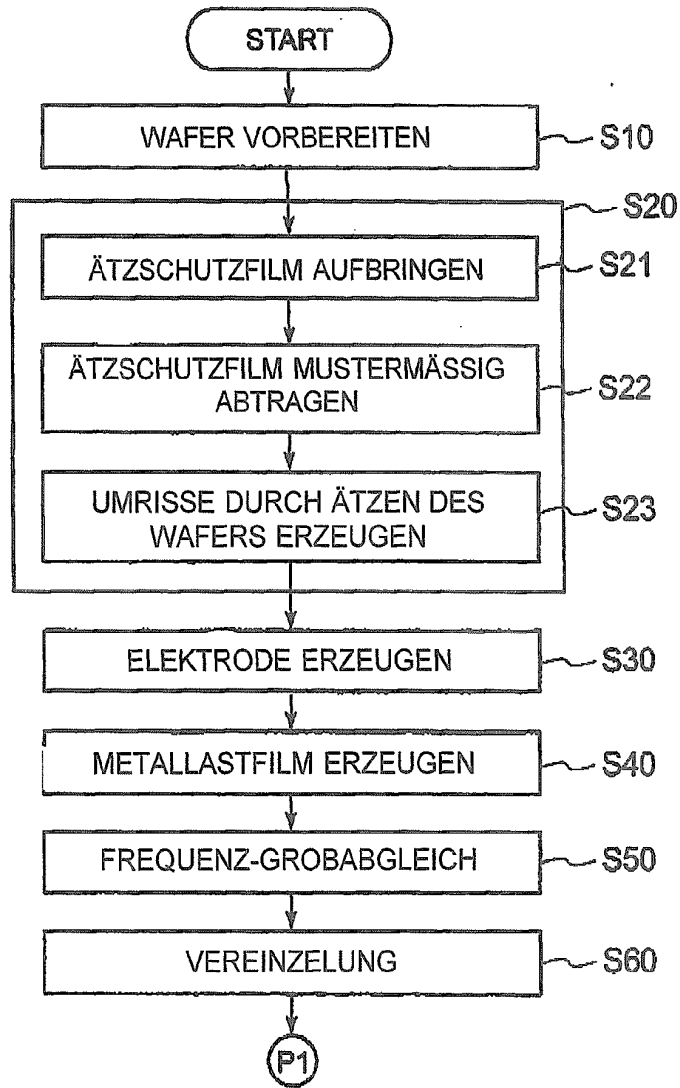 START
WAFER VORBEREITEN
S10
S20
ÄTZSCHUTZFILM AUFBRINGEN
S21
ÄTZSCHUTZFILM MUSTERMÄSSIG
ABTRAGEN
S22
UMRISSE DURCH ÄTZEN DES
WAFERS ERZEUGEN
S23
ELEKTRODE ERZEUGEN
S30
METALLASTFILM ERZEUGEN
S40
FREQUENZ-GROBABGLEICH
S50
VEREINZELUNG
S60
P1